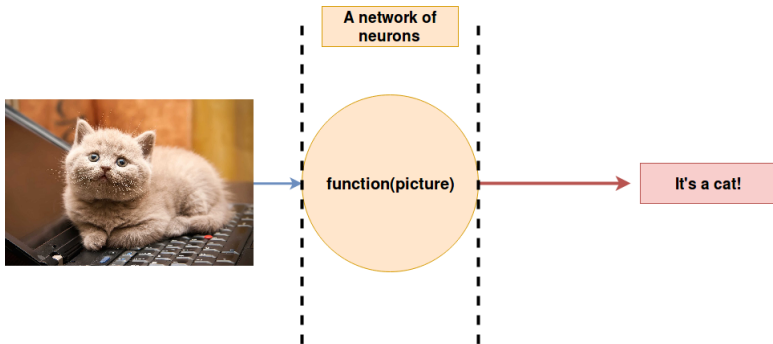 A network of
neurons
function(picture)
It's a cat!